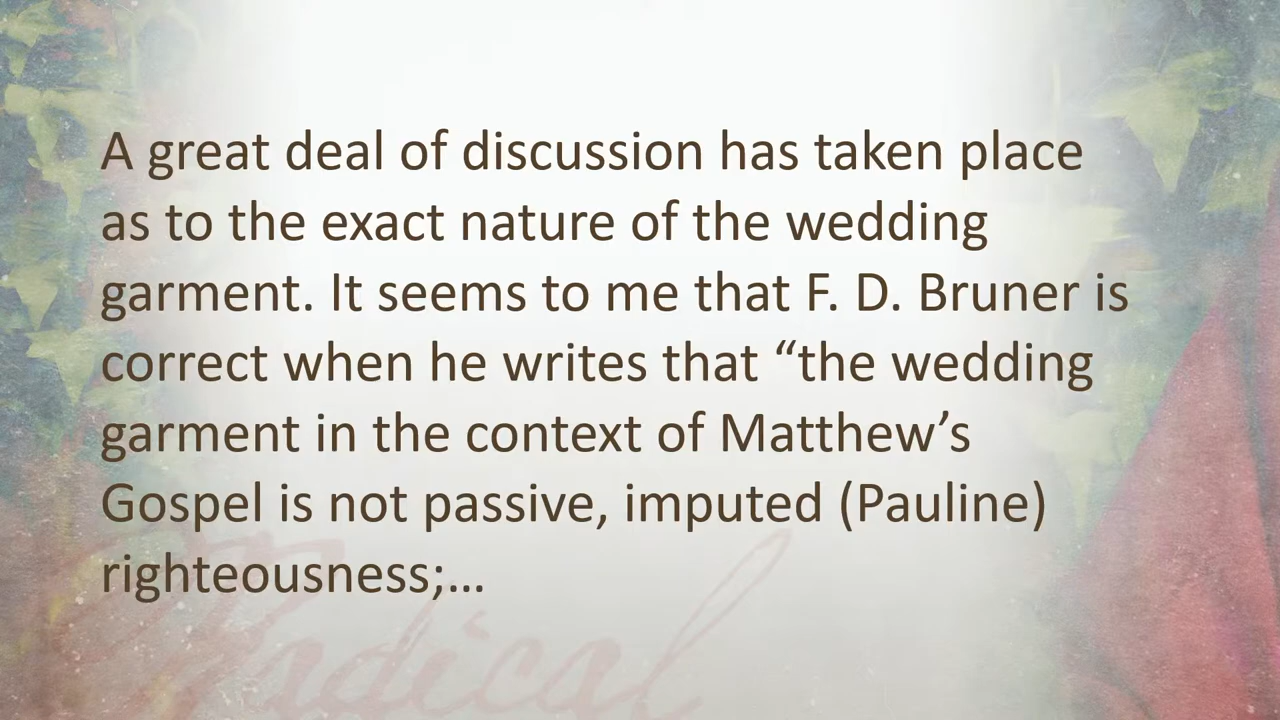 A great deal of discussion has taken place
as to the exact nature of the wedding
garment. It seems to me that F. D. Bruner is
correct when he writes that “the wedding
garment in the context of Matthew’s
Gospel is not passive, imputed (Pauline)
righteousness;…
Radical